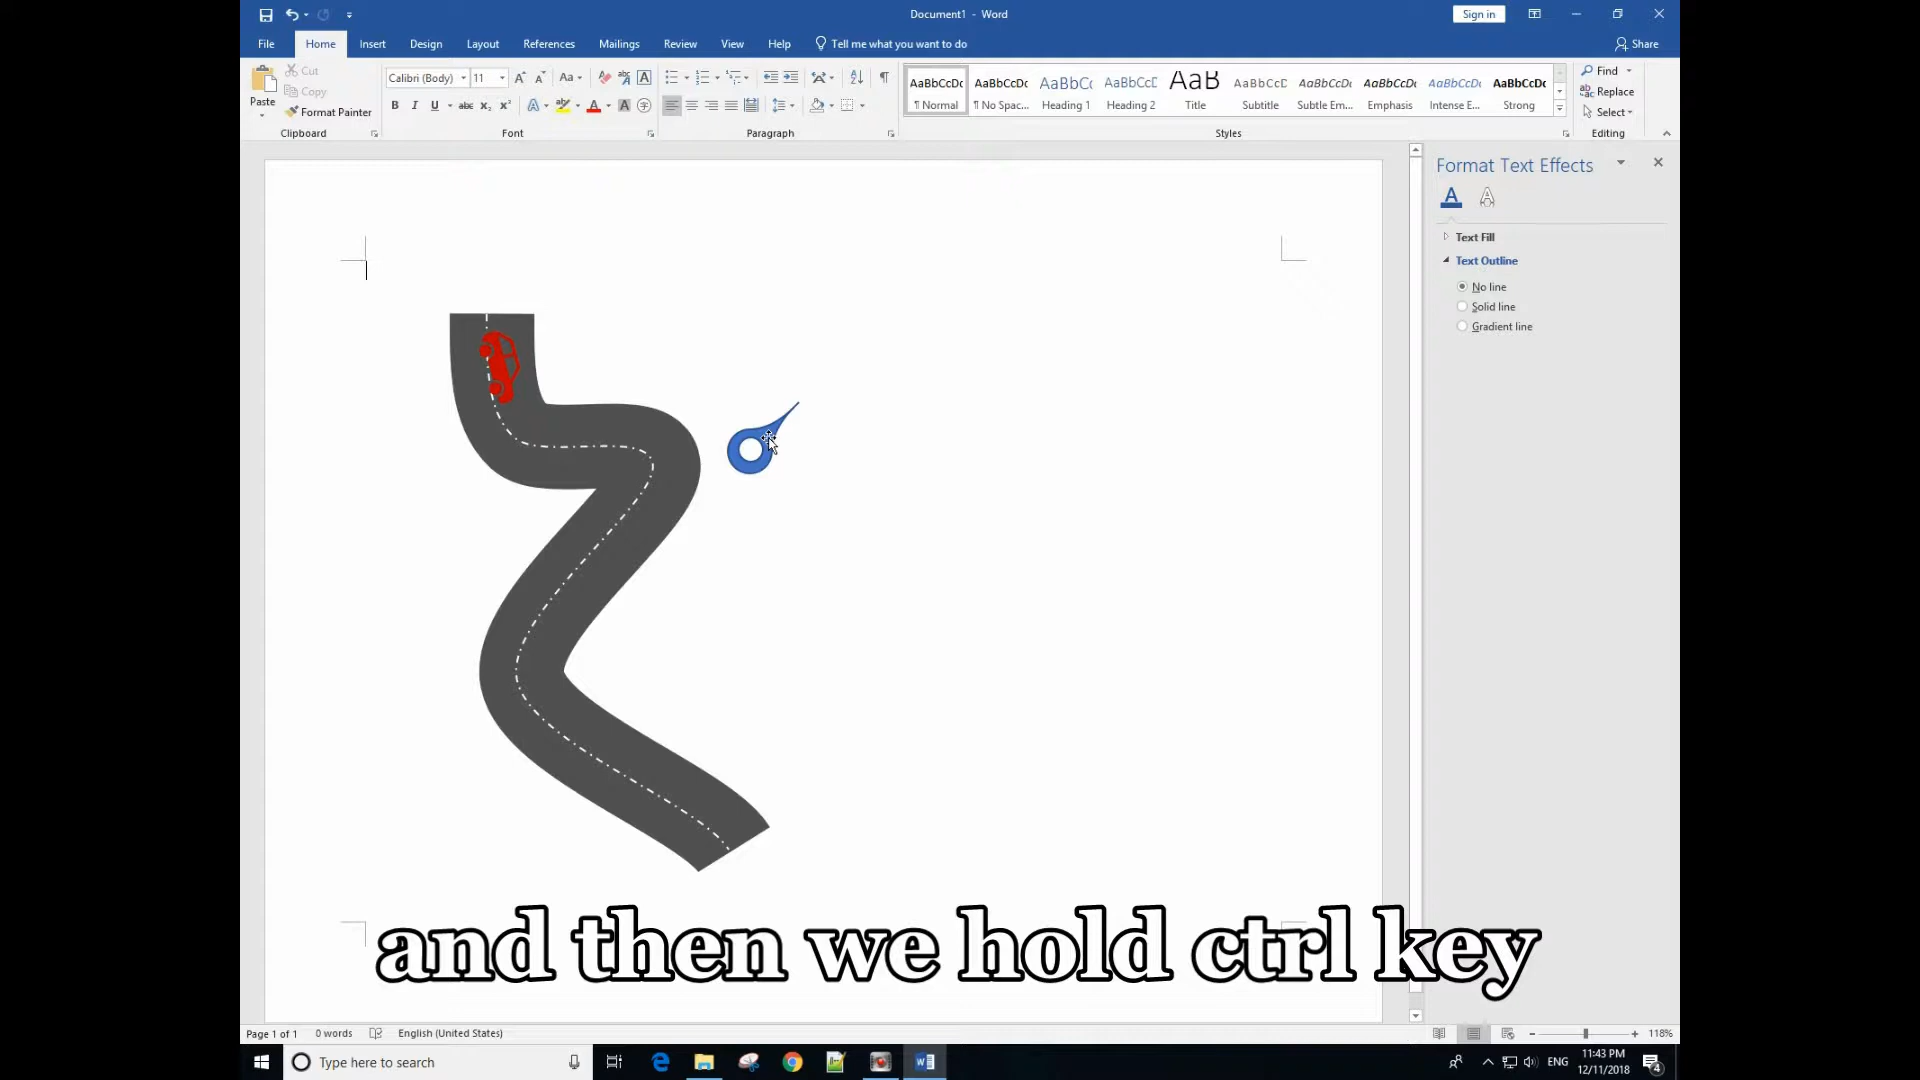 Document1 - Word
Sign in
File Home Insert Design Layout References Mailings Review View Help Tell me what you want to do Share
Paste
Cut
Copy
Format Painter
Clipboard
Calibri (Body) 11
Font
Paragraph
AaBbCcDc AaBbCcDc AaBbCc AaBbCcC AaB AaBbCcD AaBbCcDc AaBbCcDc AaBbCcDc AaBbCcDc
¶ Normal ¶ No Spac... Heading 1 Heading 2 Title Subtitle Subtle Em... Emphasis Intense E... Strong
Styles
Find
Replace
Select
Editing
Format Text Effects
Text Fill
Text Outline
No line
Solid line
Gradient line
and then we hold ctrl key
Page 1 of 1 0 words English (United States) 118%
Type here to search
ENG
11:43 PM
12/11/2018
4